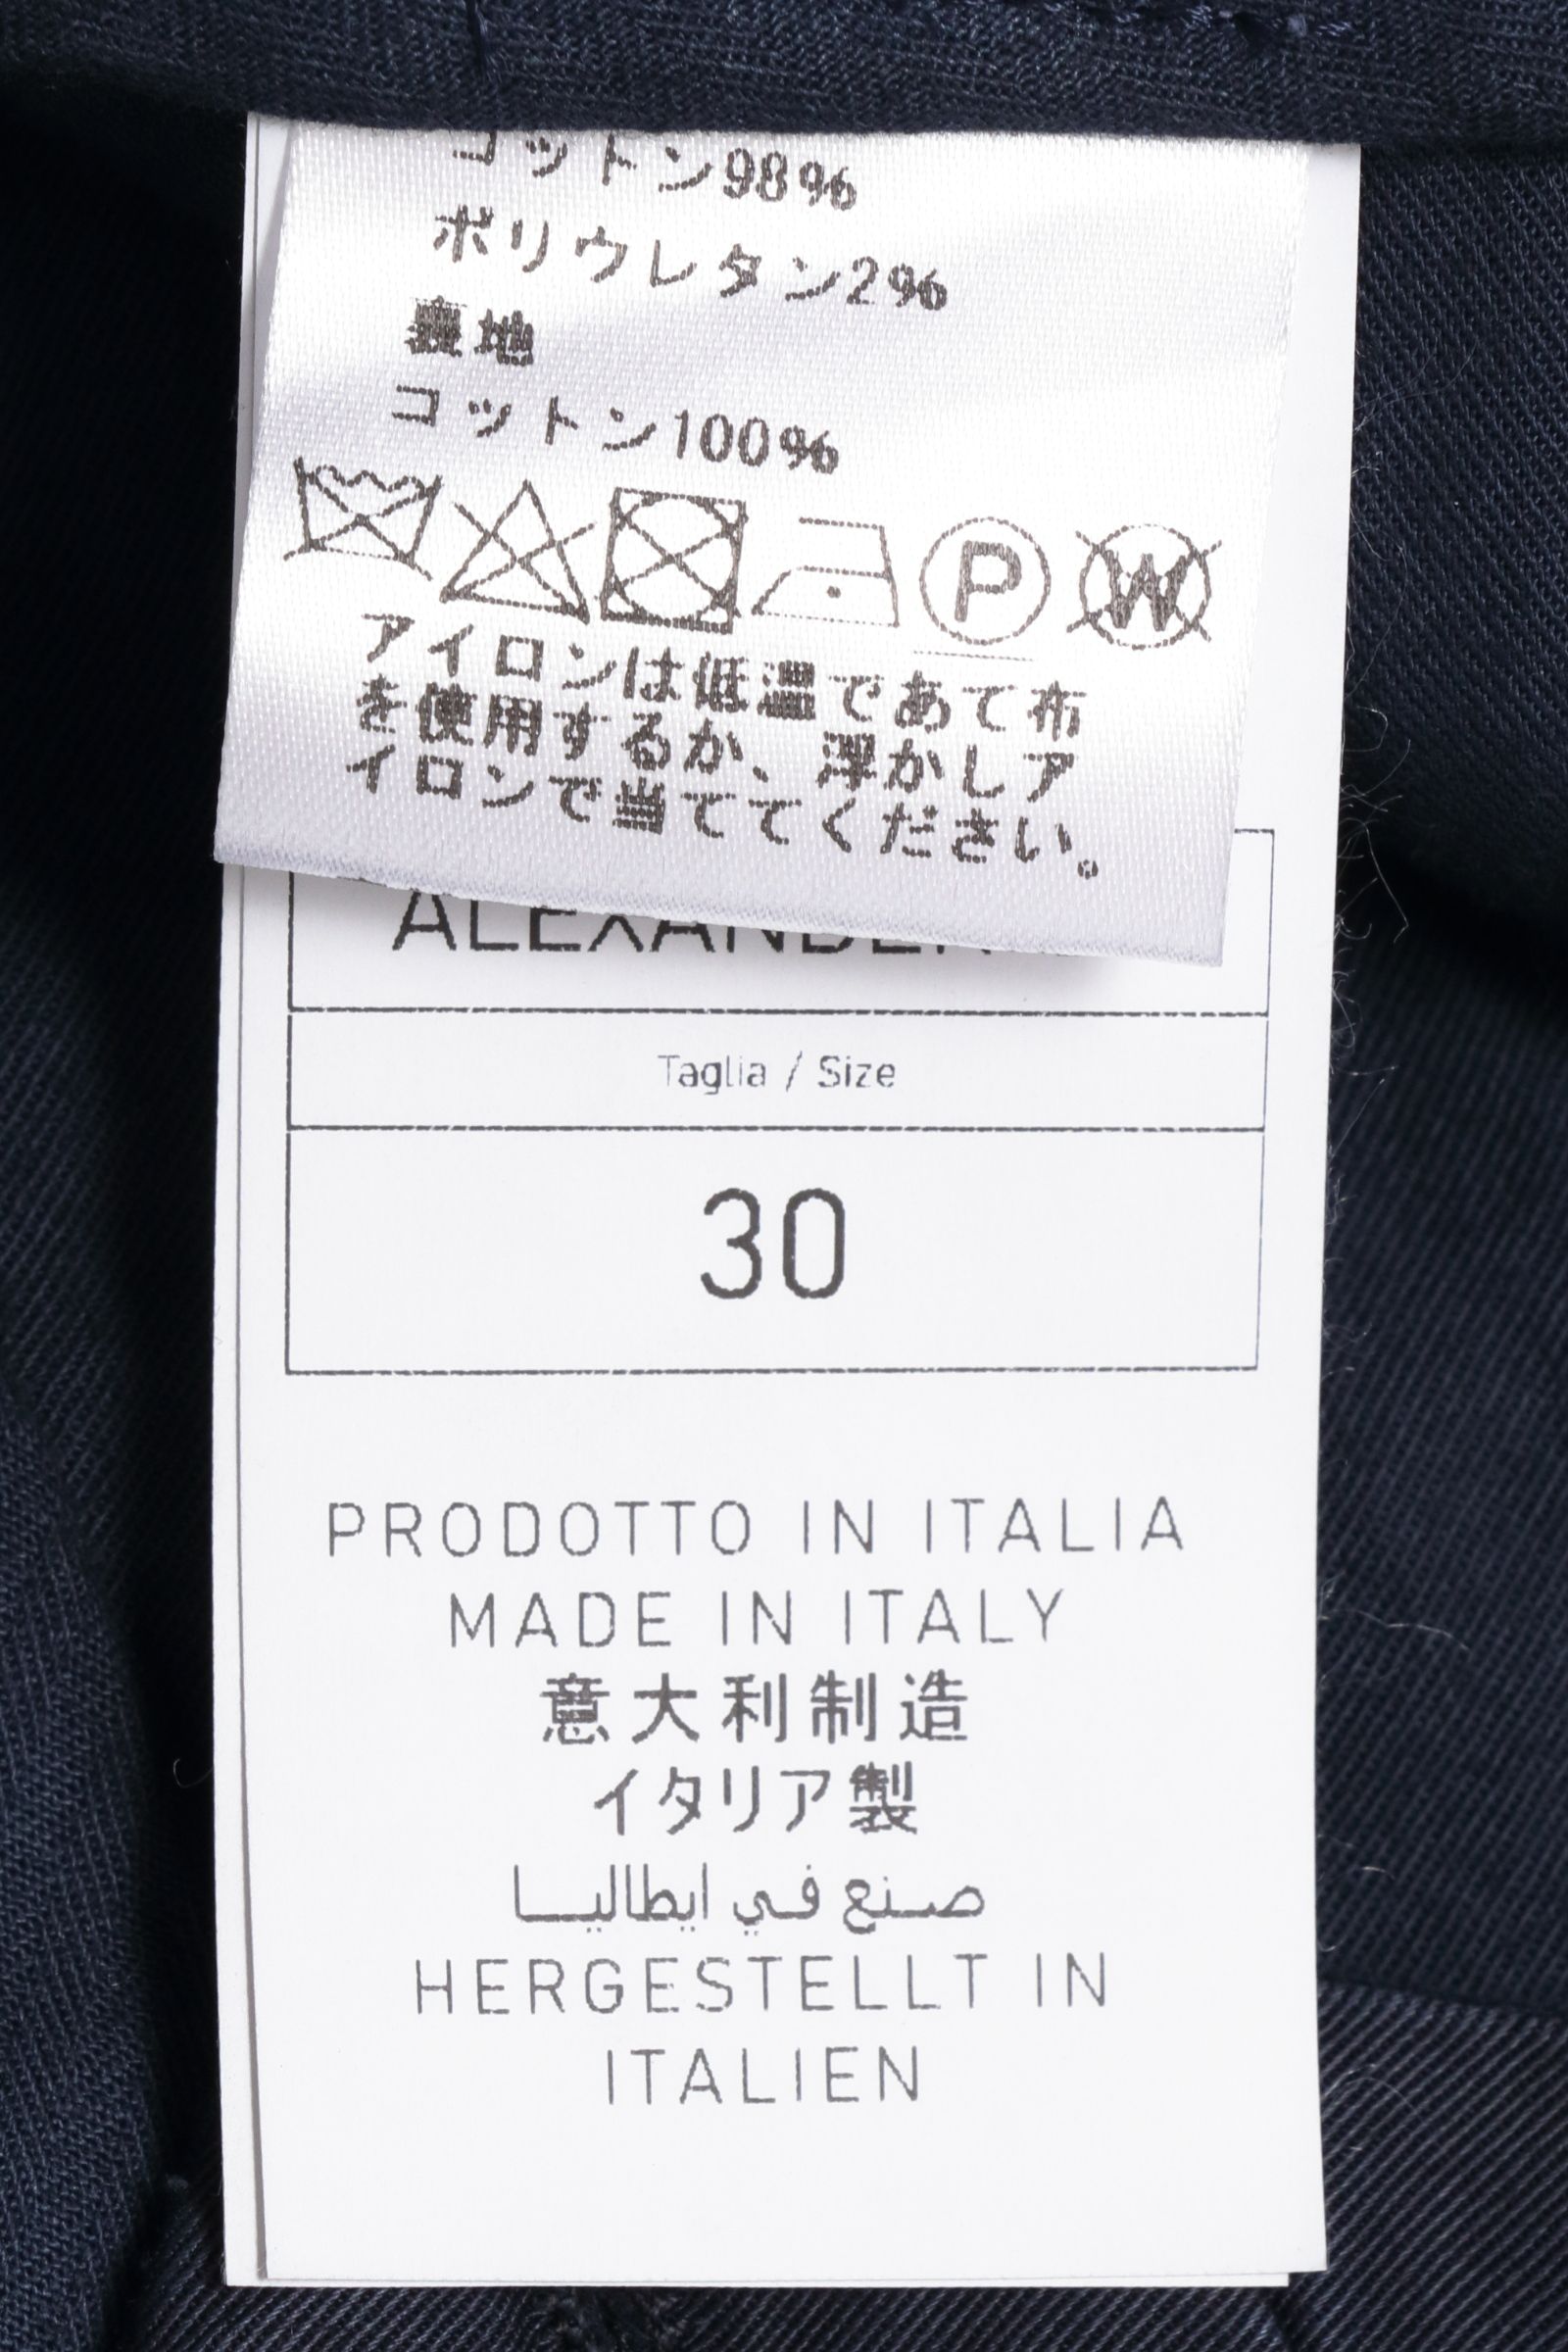 コットン98%
ポリウレタン2%
裏地
コットン100%
P W
アイロンは低温であて布
を使用するか、浮かしア
イロンで当ててください。
ALEXANDER
Taglia / Size
30
PRODOTTO IN ITALIA
MADE IN ITALY
意大利制造
イタリア製
صنع في ايطاليا
HERGESTELLT IN
ITALIEN